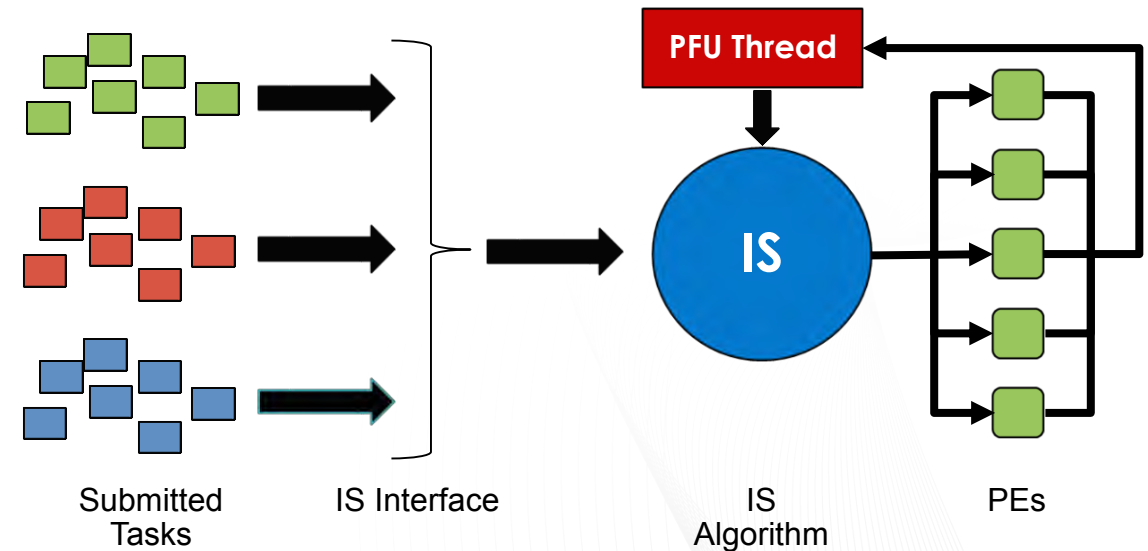 PFU Thread
IS
Submitted
Tasks
IS Interface
IS
Algorithm
PEs